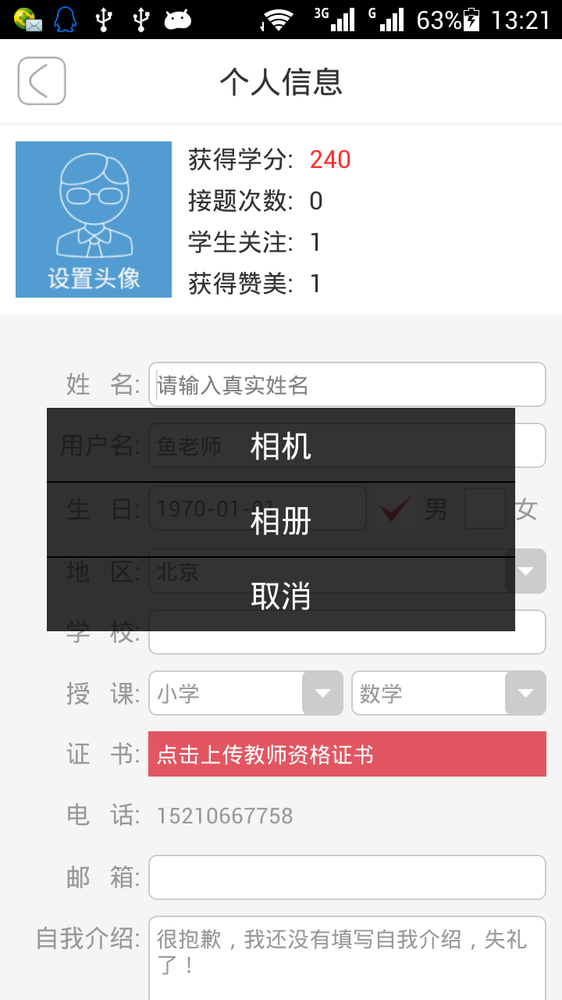 3G G 63% 13:21
个人信息
设置头像
获得学分: 240
接题次数: 0
学生关注: 1
获得赞美: 1
姓 名: 请输入真实姓名
用户名: 鱼老师
相机
生 日: 1970-01-01 男 女
相册
地 区: 北京
取消
学 校:
授 课: 小学 数学
证 书: 点击上传教师资格证书
电 话: 15210667758
邮 箱:
自我介绍: 很抱歉，我还没有填写自我介绍，失礼
了！